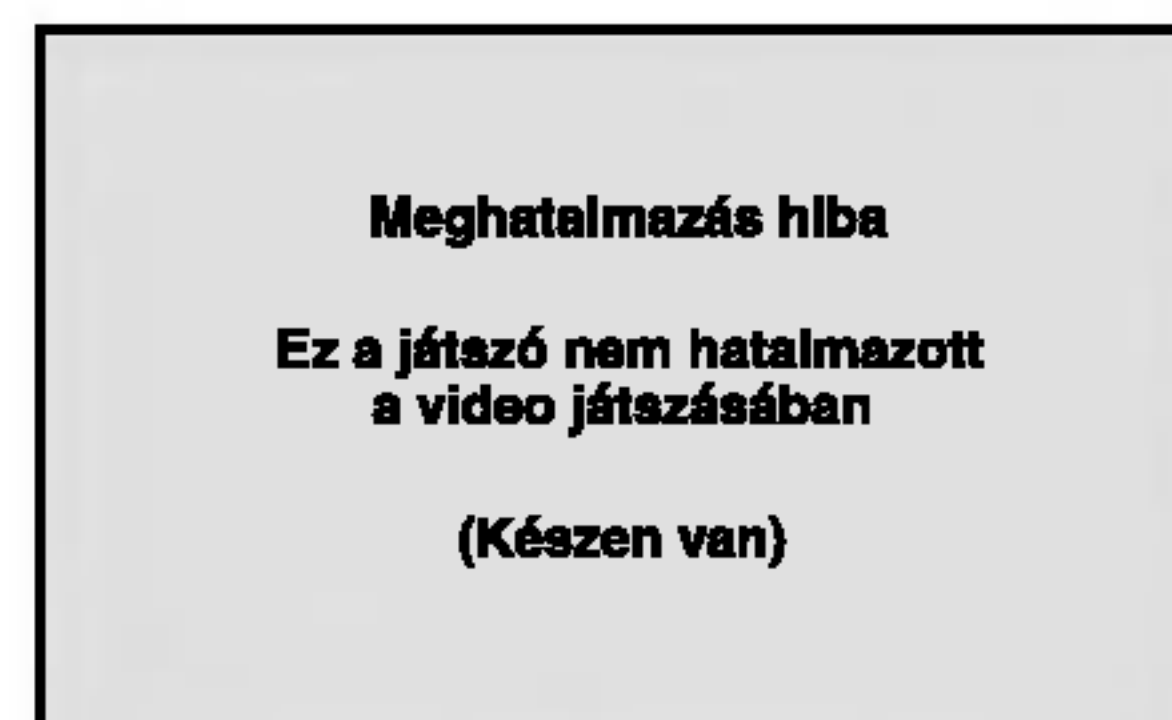 Meghatalmazás hiba
Ez a játszó nem hatalmazott
a video játszásában
(Készen van)